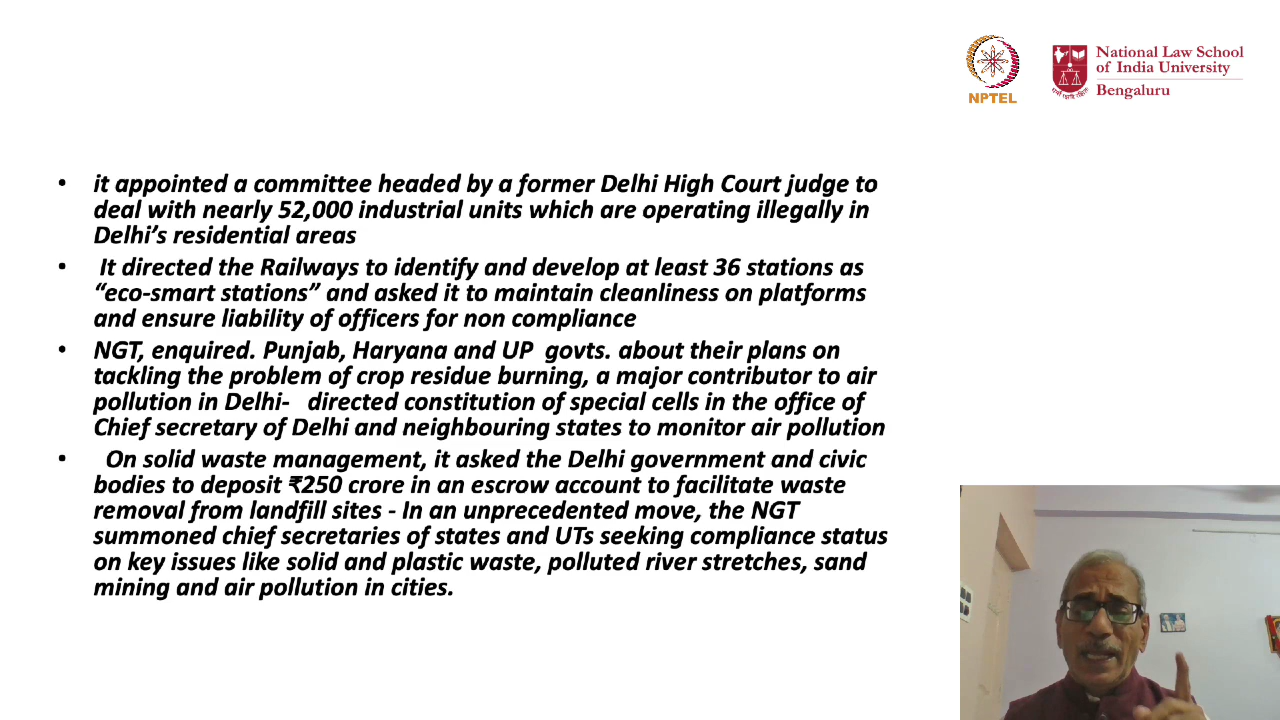 NPTEL
National Law School
of India University
Bengaluru
• it appointed a committee headed by a former Delhi High Court judge to
deal with nearly 52,000 industrial units which are operating illegally in
Delhi’s residential areas
• It directed the Railways to identify and develop at least 36 stations as
“eco-smart stations” and asked it to maintain cleanliness on platforms
and ensure liability of officers for non compliance
• NGT, enquired. Punjab, Haryana and UP govts. about their plans on
tackling the problem of crop residue burning, a major contributor to air
pollution in Delhi- directed constitution of special cells in the office of
Chief secretary of Delhi and neighbouring states to monitor air pollution
• On solid waste management, it asked the Delhi government and civic
bodies to deposit ₹250 crore in an escrow account to facilitate waste
removal from landfill sites - In an unprecedented move, the NGT
summoned chief secretaries of states and UTs seeking compliance status
on key issues like solid and plastic waste, polluted river stretches, sand
mining and air pollution in cities.